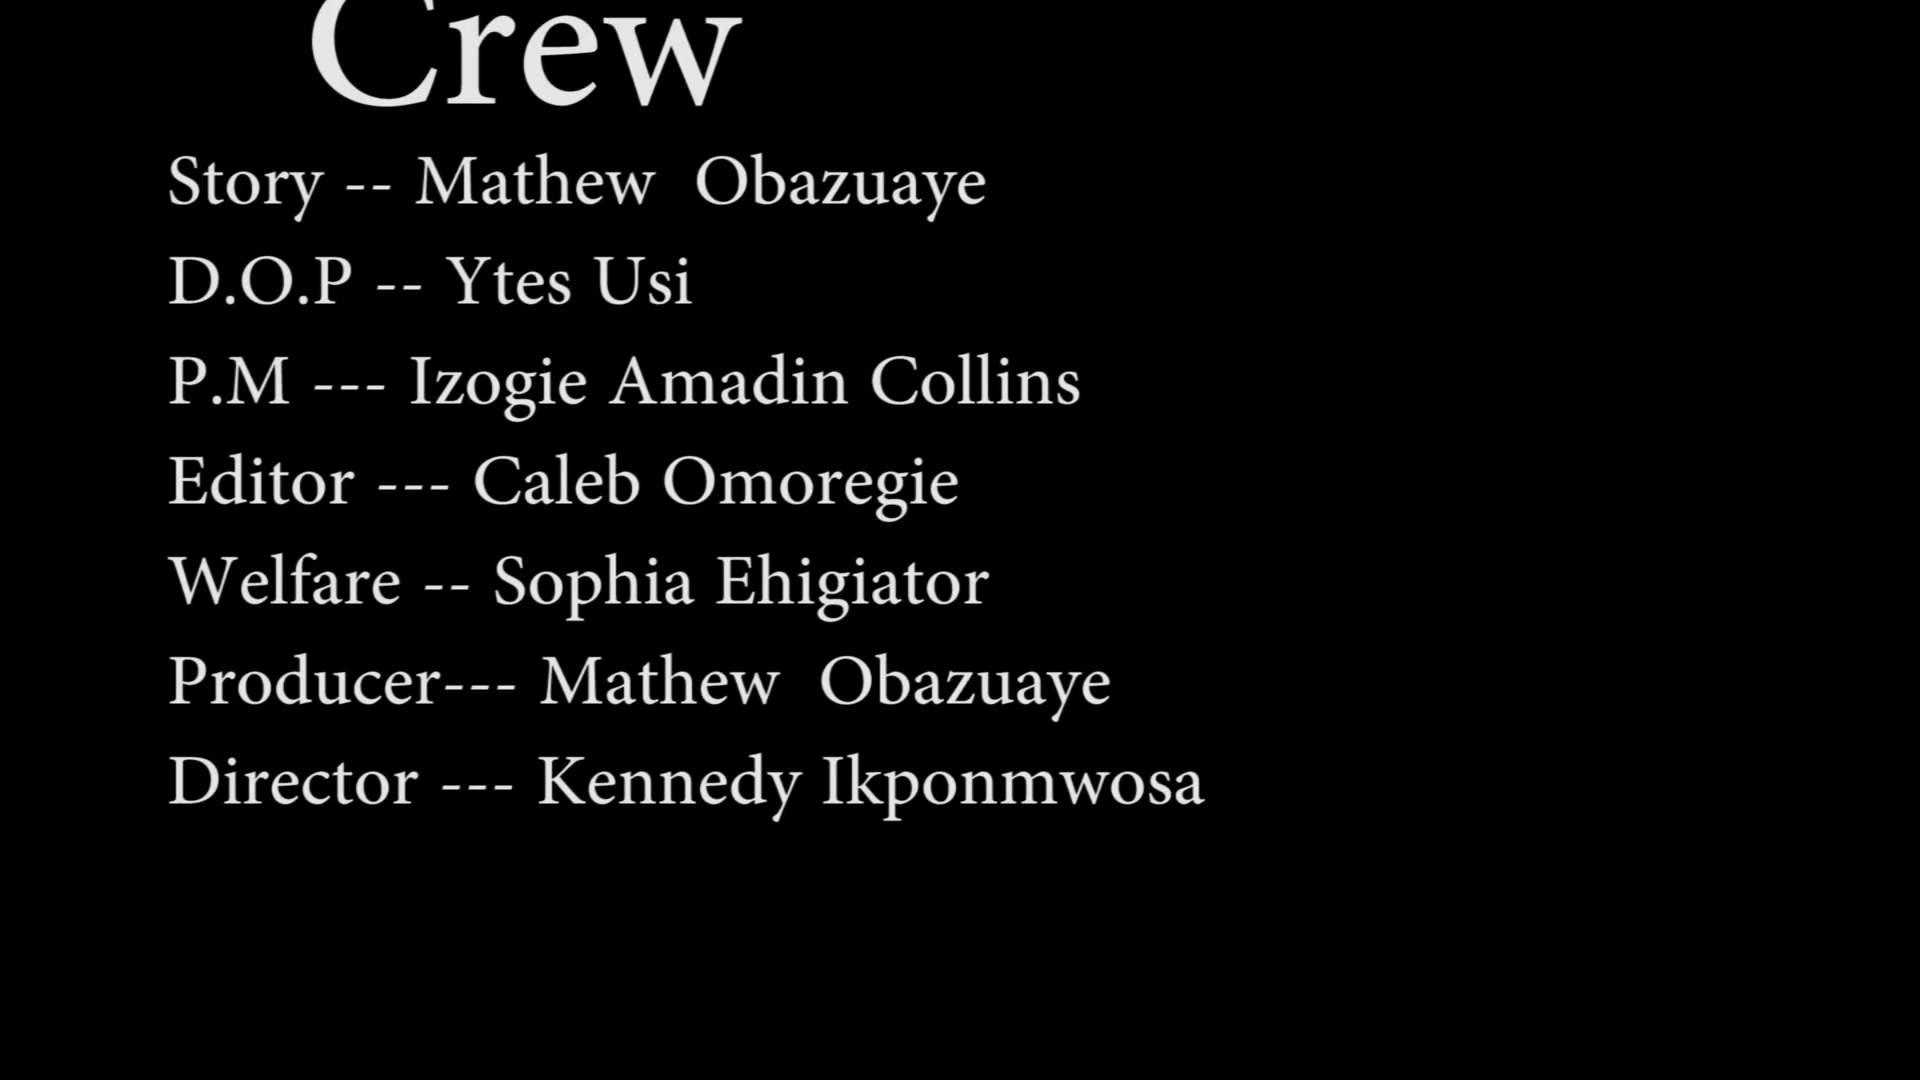 Crew
Story -- Mathew  Obazuaye
D.O.P -- Ytes Usi
P.M --- Izogie Amadin Collins
Editor --- Caleb Omoregie
Welfare -- Sophia Ehigiator
Producer--- Mathew  Obazuaye
Director --- Kennedy Ikponmwosa